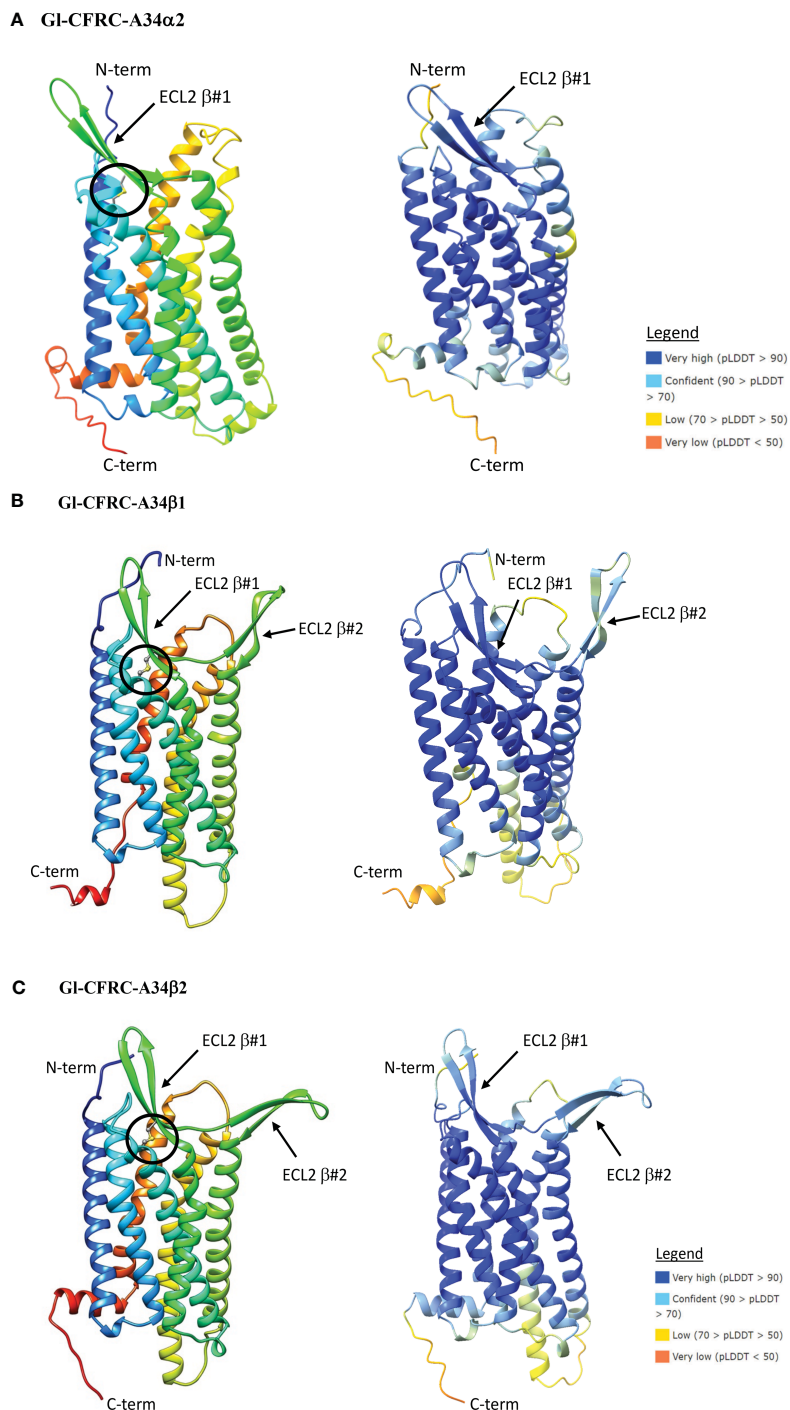 A Gl-CFRC-A34α2
N-term
ECL2 β#1
C-term
N-term
ECL2 β#1
C-term
Legend
Very high (pLDDT > 90)
Confident (90 > pLDDT
> 70)
Low (70 > pLDDT > 50)
Very low (pLDDT < 50)
B Gl-CFRC-A34β1
N-term
ECL2 β#1
ECL2 β#2
C-term
N-term
ECL2 β#1
ECL2 β#2
C-term
C Gl-CFRC-A34β2
N-term
ECL2 β#1
ECL2 β#2
C-term
N-term
ECL2 β#1
ECL2 β#2
C-term
Legend
Very high (pLDDT > 90)
Confident (90 > pLDDT
> 70)
Low (70 > pLDDT > 50)
Very low (pLDDT < 50)